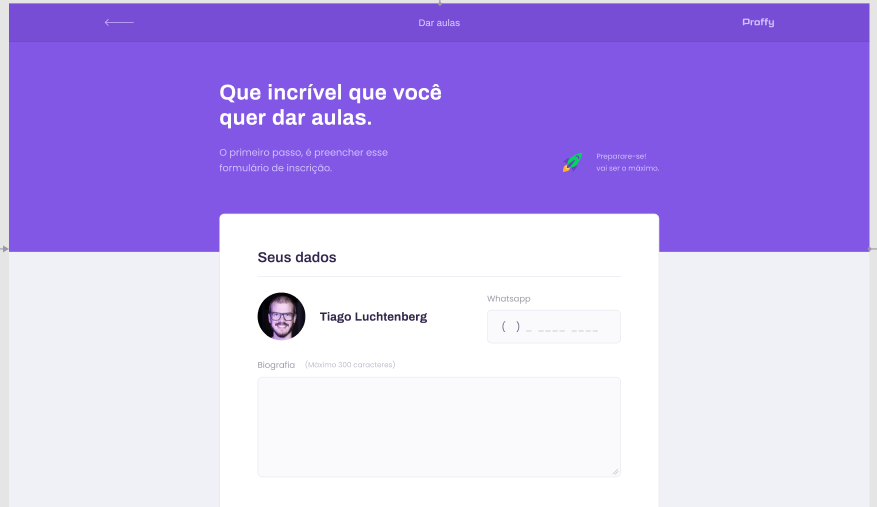 Dar aulas
Proffy
Que incrível que você
quer dar aulas.
O primeiro passo, é preencher esse
formulário de inscrição.
Preparare-se!
vai ser o máximo.
Seus dados
Tiago Luchtenberg
Whatsapp
( ) _ ____ ____
Biografia (Máximo 300 caracteres)